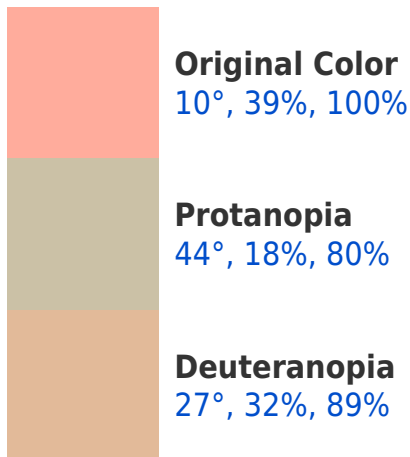 Original Color
10°, 39%, 100%
Protanopia
44°, 18%, 80%
Deuteranopia
27°, 32%, 89%